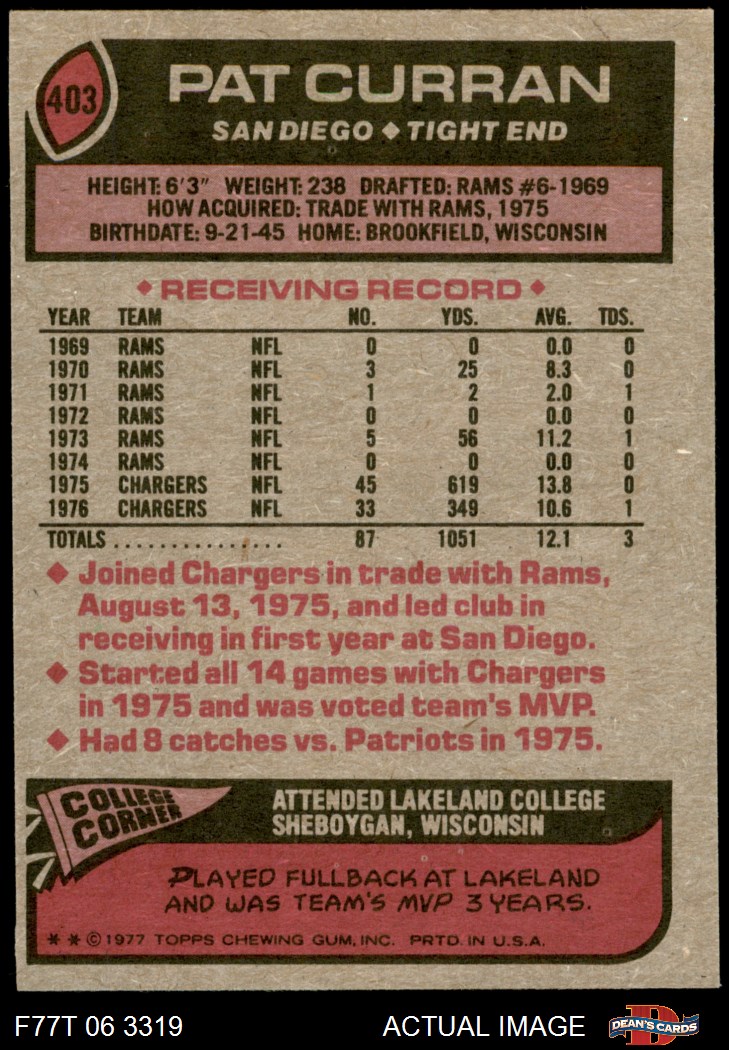 403
PAT CURRAN
SAN DIEGO ◆ TIGHT END
HEIGHT: 6'3" WEIGHT: 238 DRAFTED: RAMS #6-1969
HOW ACQUIRED: TRADE WITH RAMS, 1975
BIRTHDATE: 9-21-45 HOME: BROOKFIELD, WISCONSIN
◆ RECEIVING RECORD ◆
YEAR TEAM NO. YDS. AVG. TDS.
1969 RAMS NFL 0 0 0.0 0
1970 RAMS NFL 3 25 8.3 0
1971 RAMS NFL 1 2 2.0 1
1972 RAMS NFL 0 0 0.0 0
1973 RAMS NFL 5 56 11.2 1
1974 RAMS NFL 0 0 0.0 0
1975 CHARGERS NFL 45 619 13.8 0
1976 CHARGERS NFL 33 349 10.6 1
TOTALS ................ 87 1051 12.1 3
◆ Joined Chargers in trade with Rams,
August 13, 1975, and led club in
receiving in first year at San Diego.
◆ Started all 14 games with Chargers
in 1975 and was voted team's MVP.
◆ Had 8 catches vs. Patriots in 1975.
COLLEGE
CORNER
ATTENDED LAKELAND COLLEGE
SHEBOYGAN, WISCONSIN
PLAYED FULLBACK AT LAKELAND
AND WAS TEAM'S MVP 3 YEARS.
* * © 1977 TOPPS CHEWING GUM, INC. PRTD. IN U.S.A.
F77T 06 3319 ACTUAL IMAGE
D
DEAN'S CARDS